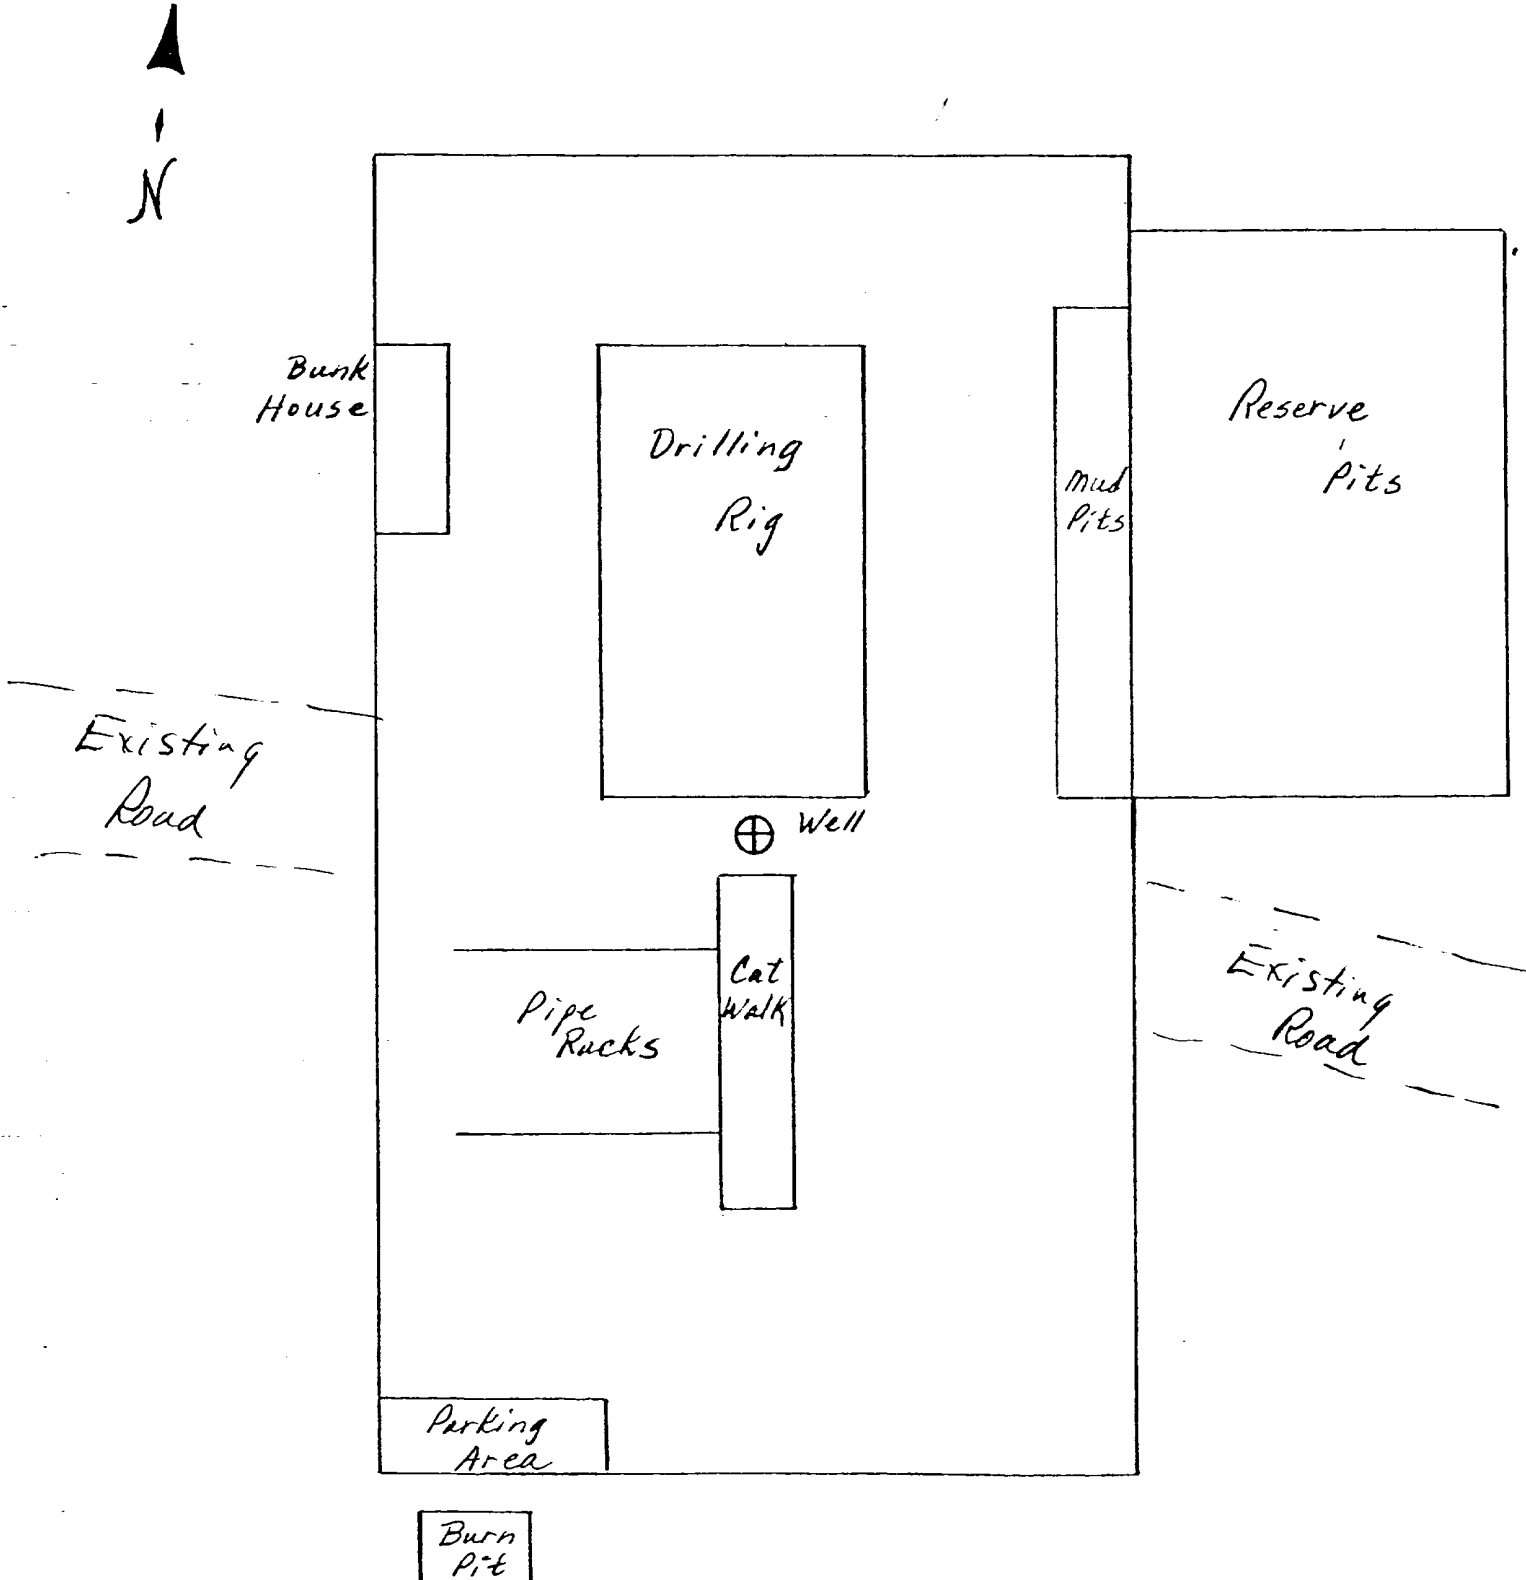 N
Bunk
House
Drilling
Rig
Mud
Pits
Reserve
Pits
Existing
Road
Well
Cat
Walk
Pipe
Racks
Existing
Road
Parking
Area
Burn
Pit